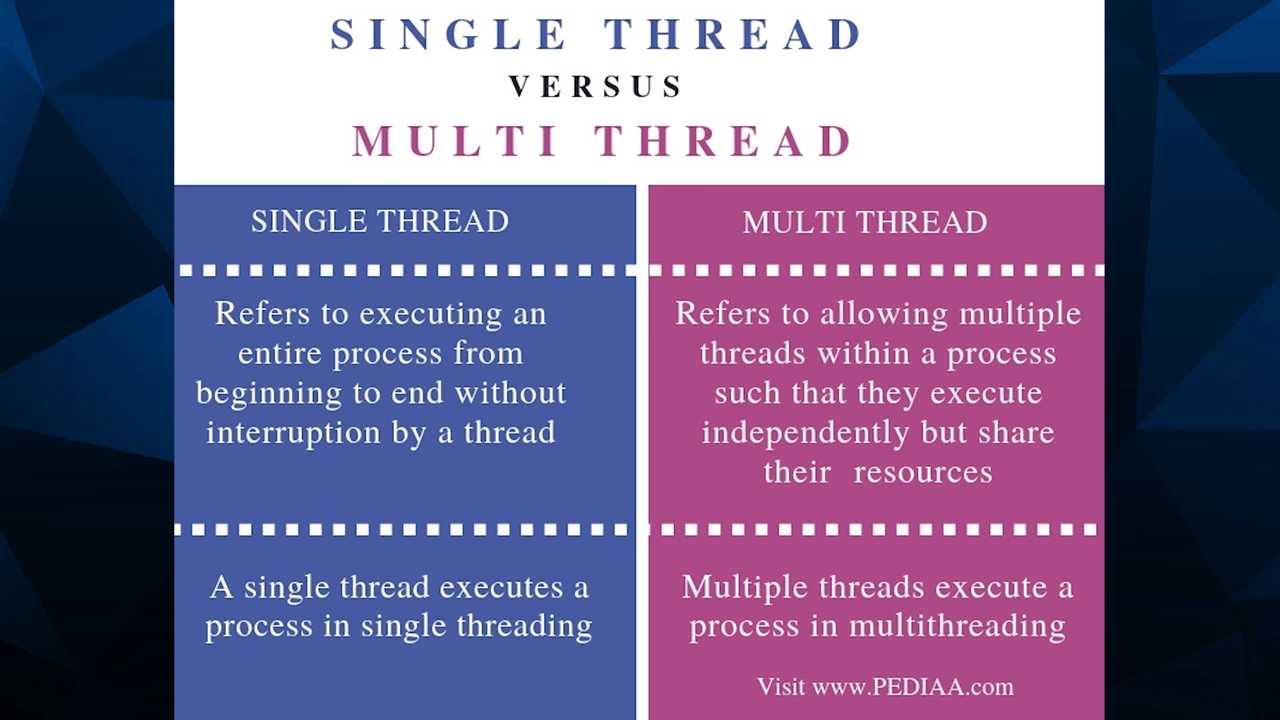 SINGLE THREAD
VERSUS
MULTI THREAD
SINGLE THREAD
Refers to executing an
entire process from
beginning to end without
interruption by a thread
A single thread executes a
process in single threading
MULTI THREAD
Refers to allowing multiple
threads within a process
such that they execute
independently but share
their resources
Multiple threads execute a
process in multithreading
Visit www.PEDIAA.com